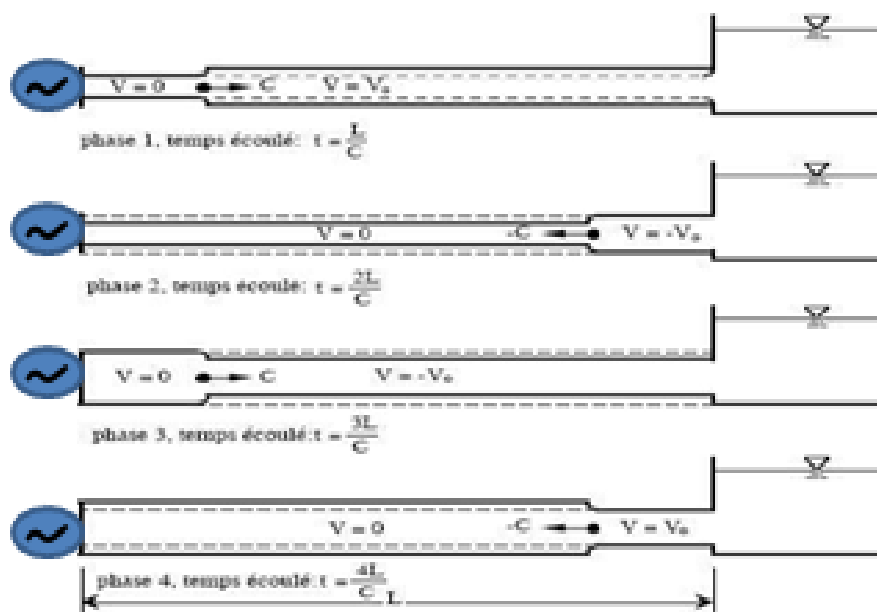 V = 0 C V = V₀
phase 1, temps écoulé: t = L/C
V = 0 -C V = -V₀
phase 2, temps écoulé: t = 2L/C
V = 0 C V = -V₀
phase 3, temps écoulé: t = 3L/C
V = 0 -C V = V₀
phase 4, temps écoulé: t = 4L/C
L